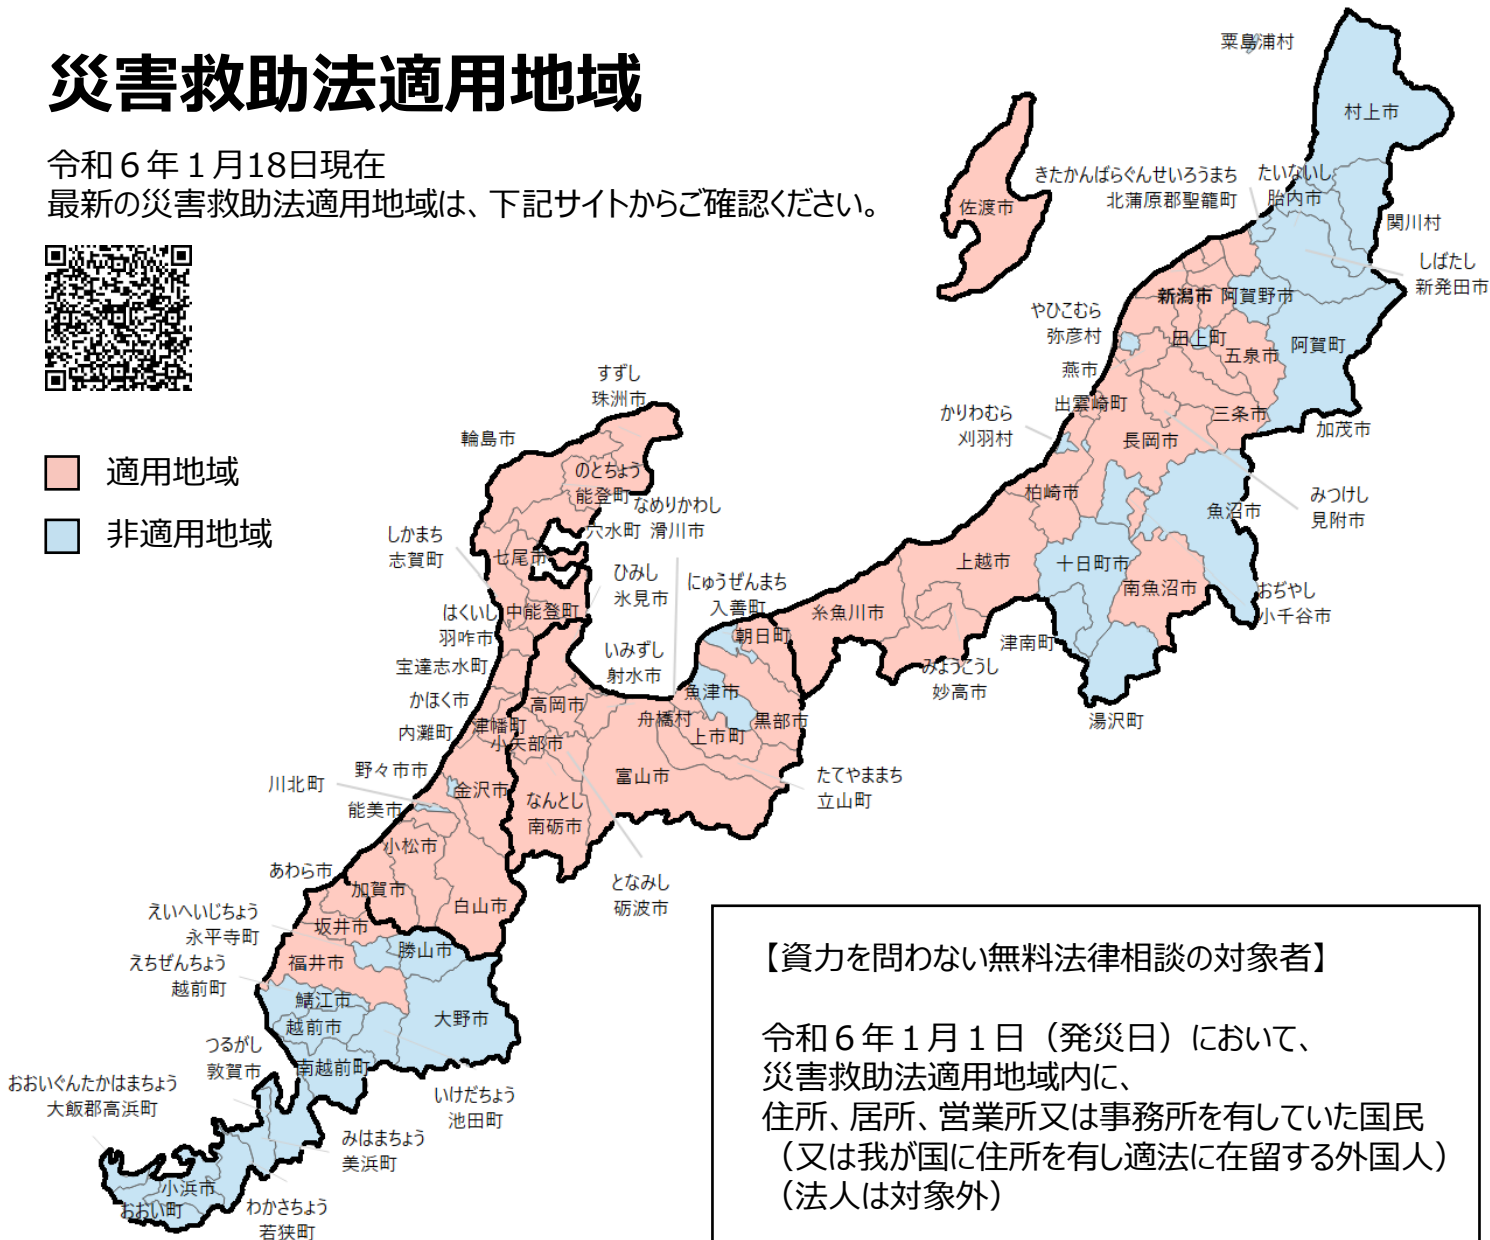 災害救助法適用地域
令和６年１月18日現在
最新の災害救助法適用地域は、下記サイトからご確認ください。
適用地域
非適用地域
粟島浦村
村上市
きたかんばらぐんせいろうまち
北蒲原郡聖籠町
たいないし
胎内市
関川村
しばたし
新発田市
佐渡市
新潟市
阿賀野市
やひこむら
弥彦村
田上町
五泉市
阿賀町
燕市
出雲崎町
三条市
加茂市
かりわむら
刈羽村
長岡市
みつけし
見附市
柏崎市
魚沼市
上越市
十日町市
南魚沼市
おぢやし
小千谷市
糸魚川市
津南町
みょうこうし
妙高市
湯沢町
すずし
珠洲市
輪島市
のとちょう
能登町
穴水町
なめりかわし
滑川市
しかまち
志賀町
七尾市
ひみし
氷見市
にゅうぜんまち
入善町
朝日町
はくいし
羽咋市
中能登町
いみずし
射水市
宝達志水町
魚津市
かほく市
高岡市
舟橋村
黒部市
内灘町
津幡町
小矢部市
上市町
野々市市
金沢市
富山市
たてやままち
立山町
川北町
能美市
なんとし
南砺市
小松市
となみし
砺波市
あわら市
加賀市
白山市
えいへいじちょう
永平寺町
坂井市
勝山市
えちぜんちょう
越前町
福井市
鯖江市
大野市
越前市
つるがし
敦賀市
南越前町
いけだちょう
池田町
おおいぐんたかはまちょう
大飯郡高浜町
みはまちょう
美浜町
小浜市
おおい町
わかさちょう
若狭町
【資力を問わない無料法律相談の対象者】
令和６年１月１日（発災日）において、
災害救助法適用地域内に、
住所、居所、営業所又は事務所を有していた国民
（又は我が国に住所を有し適法に在留する外国人）
（法人は対象外）